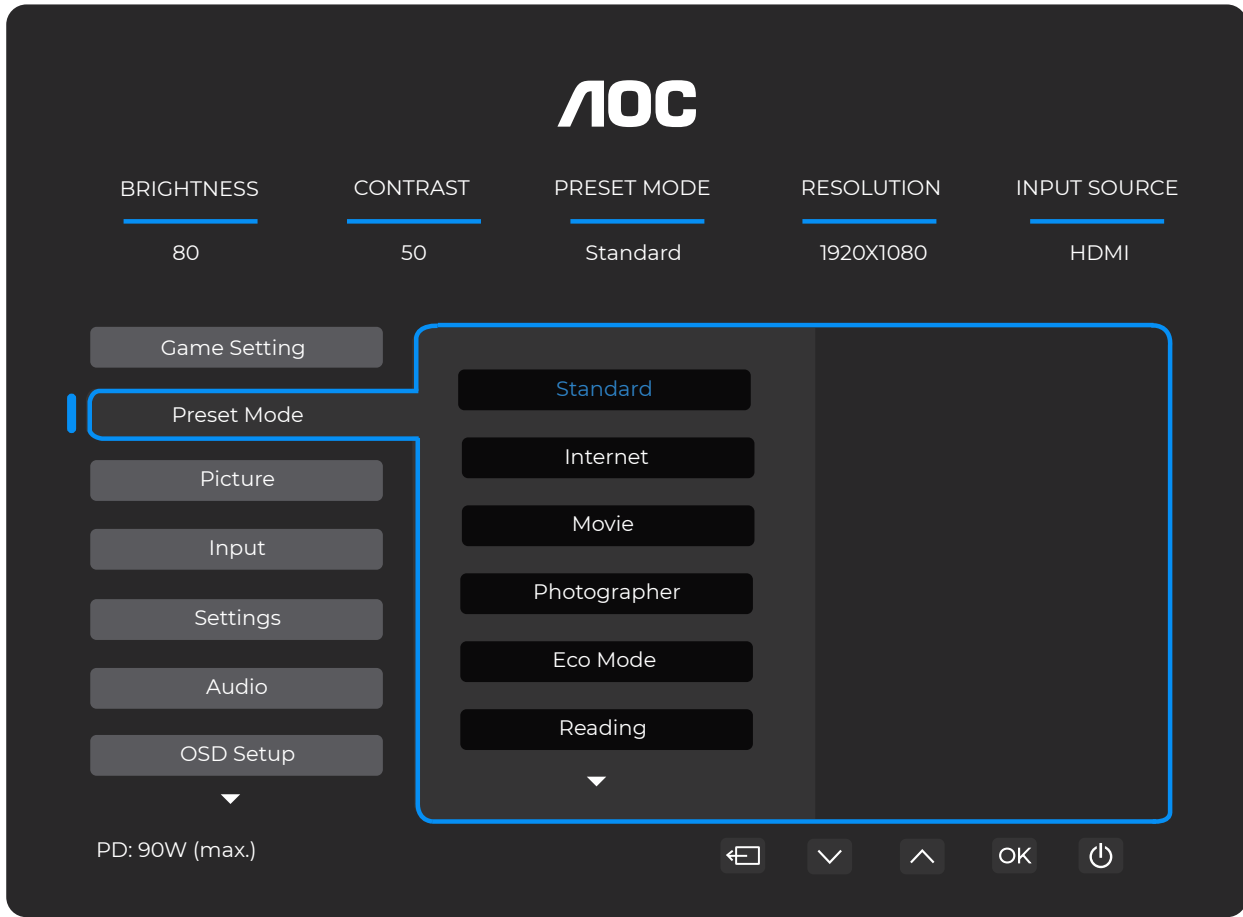 AOC
BRIGHTNESS CONTRAST PRESET MODE RESOLUTION INPUT SOURCE
80 50 Standard 1920X1080 HDMI
Game Setting
Preset Mode
Picture
Input
Settings
Audio
OSD Setup
Standard
Internet
Movie
Photographer
Eco Mode
Reading
PD: 90W (max.)
OK